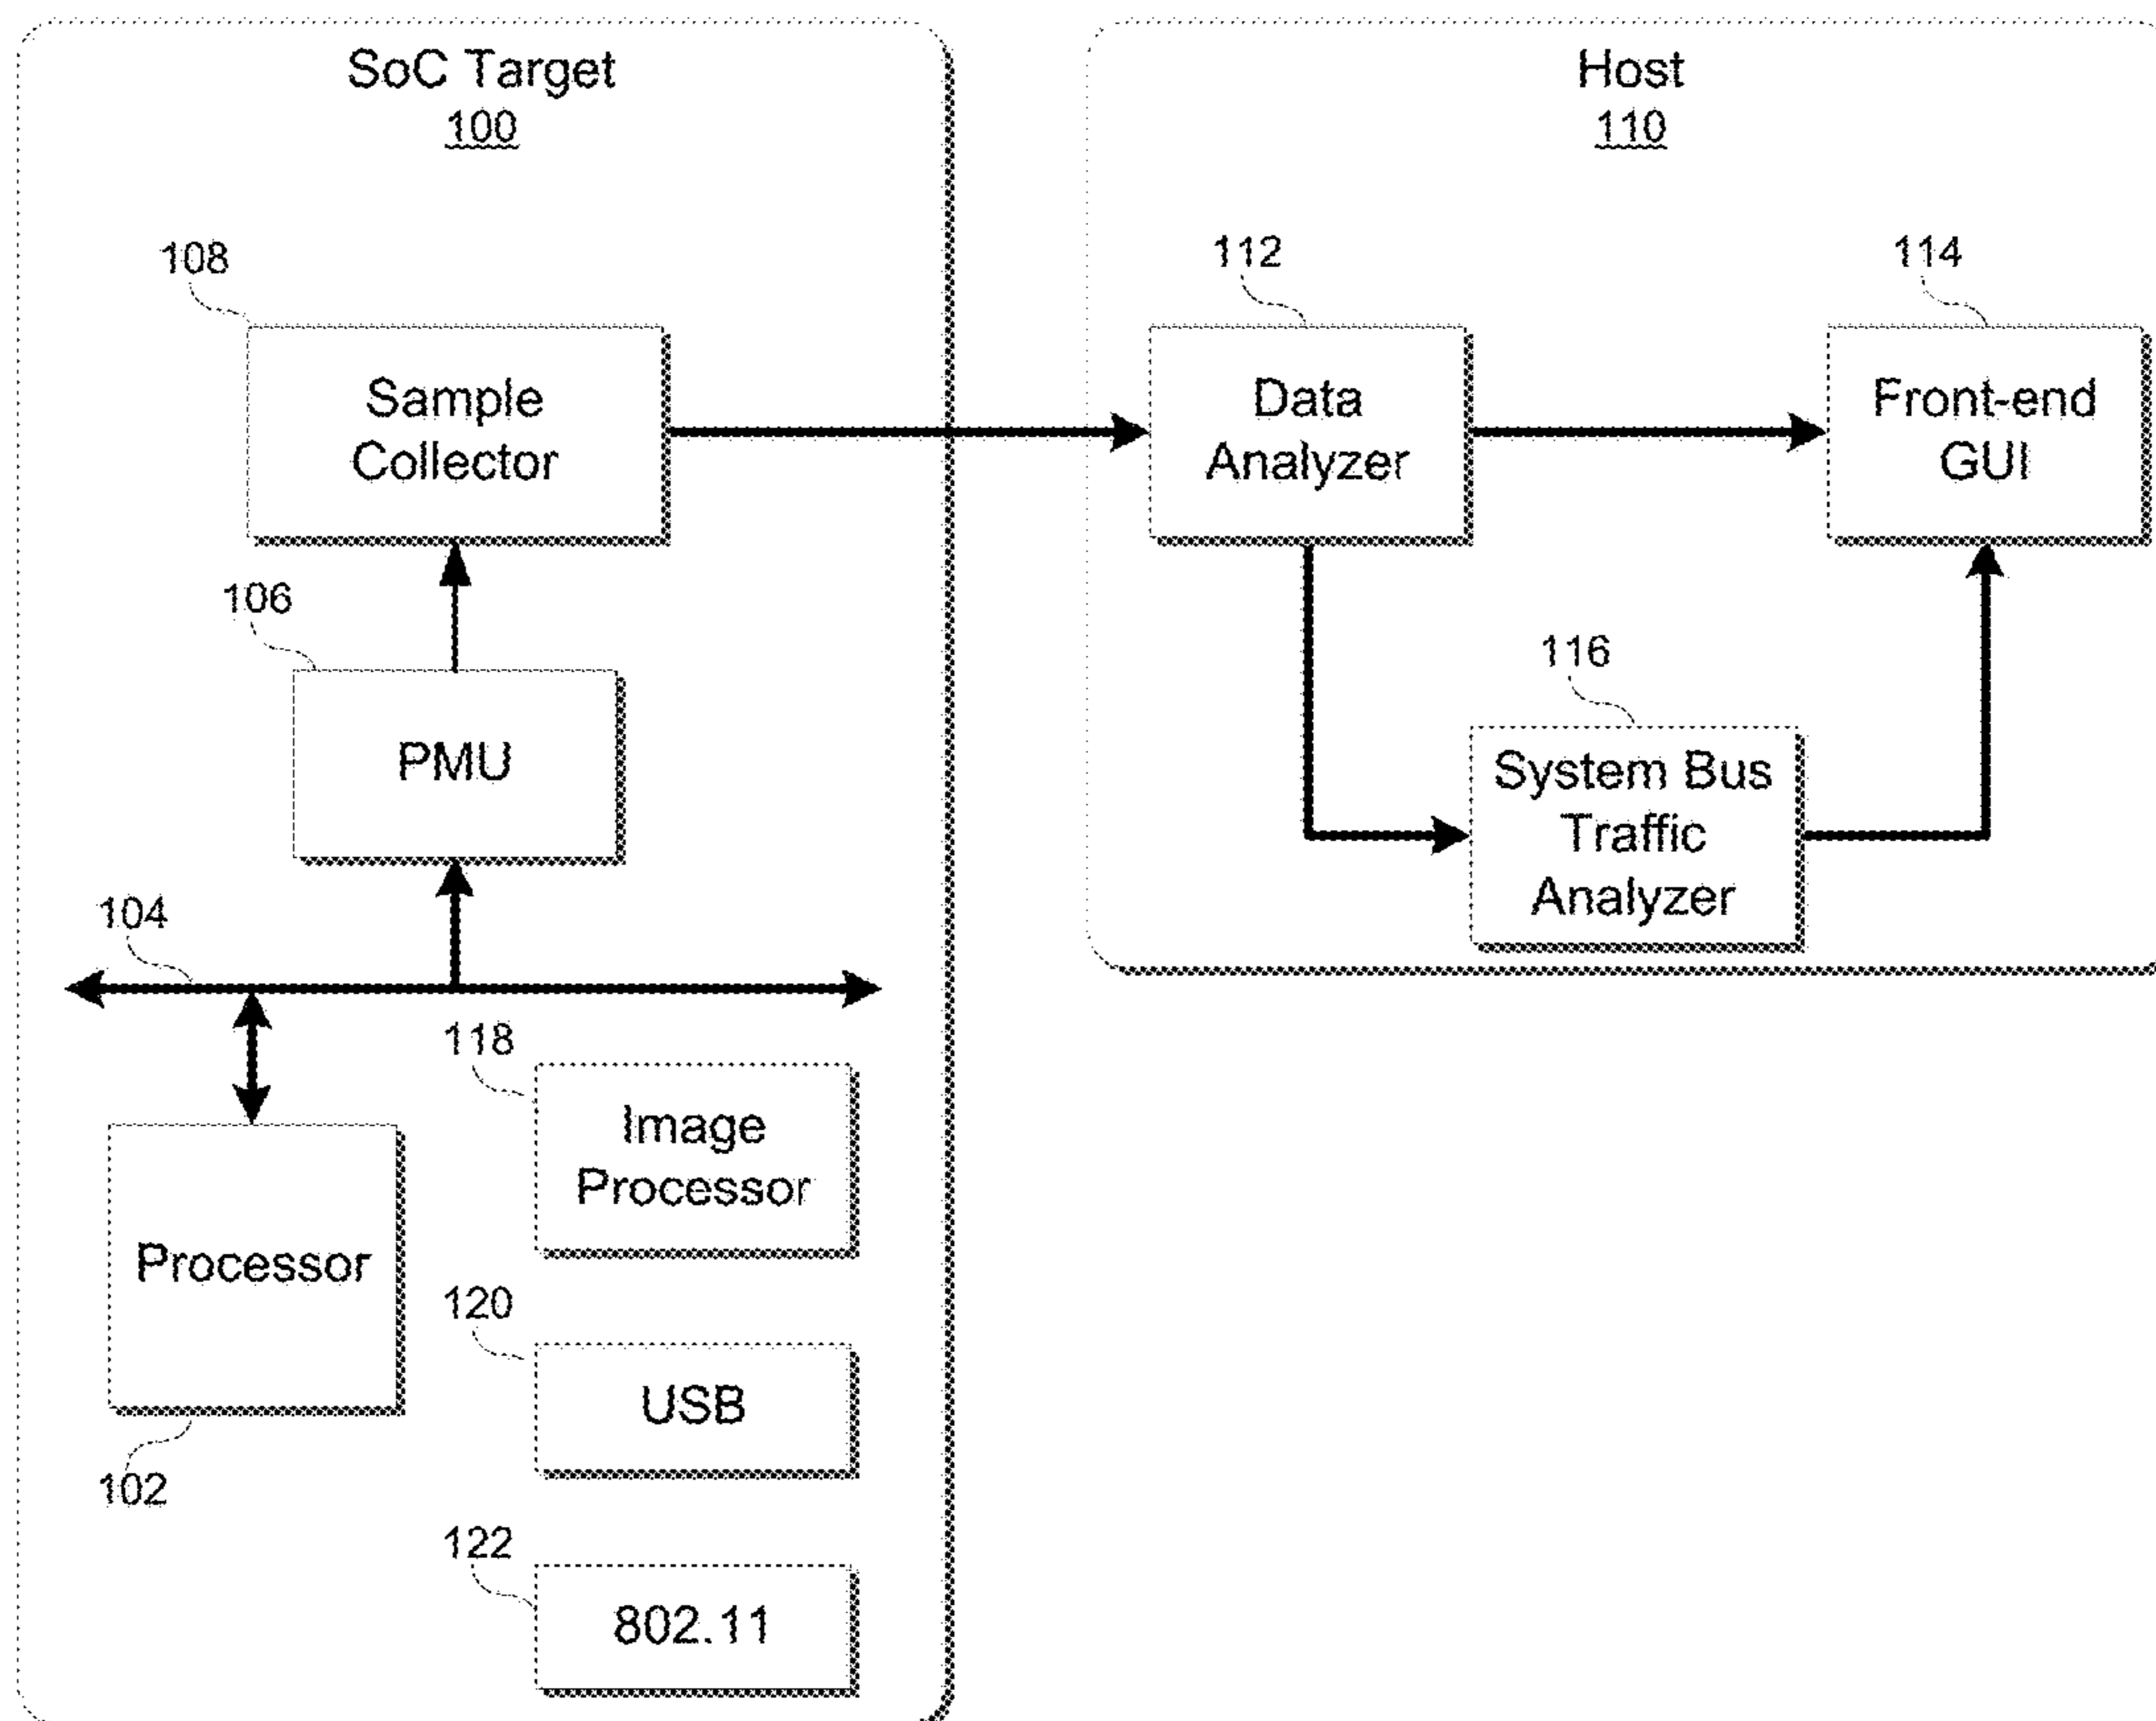 SoC Target
100
108
Sample
Collector
106
PMU
104
118
Image
Processor
Processor
120
USB
102
122
802.11
Host
110
112
Data
Analyzer
114
Front-end
GUI
116
System Bus
Traffic
Analyzer